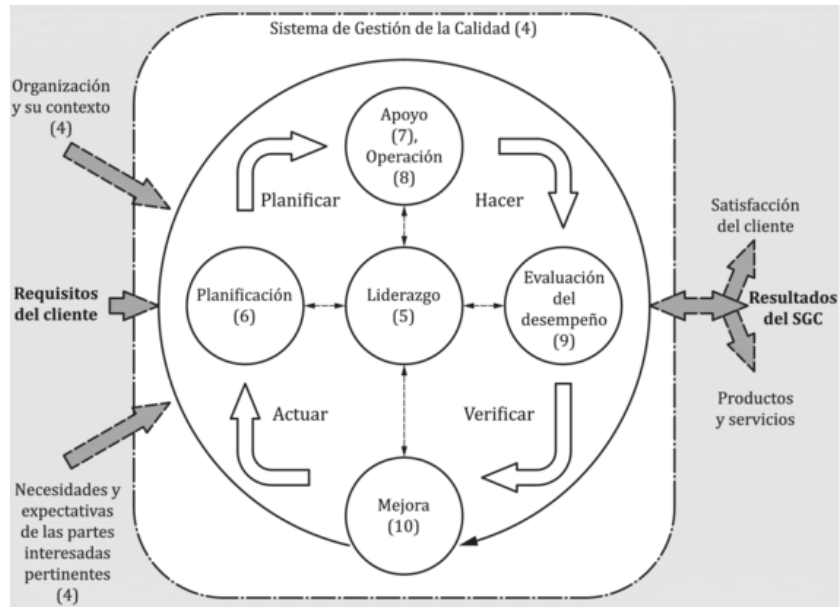 Sistema de Gestión de la Calidad (4)
Organización
y su contexto
(4)
Apoyo
(7),
Operación
(8)
Planificar
Hacer
Satisfacción
del cliente
Requisitos
del cliente
Planificación
(6)
Liderazgo
(5)
Evaluación
del
desempeño
(9)
Resultados
del SGC
Actuar
Verificar
Productos
y servicios
Mejora
(10)
Necesidades y
expectativas
de las partes
interesadas
pertinentes
(4)